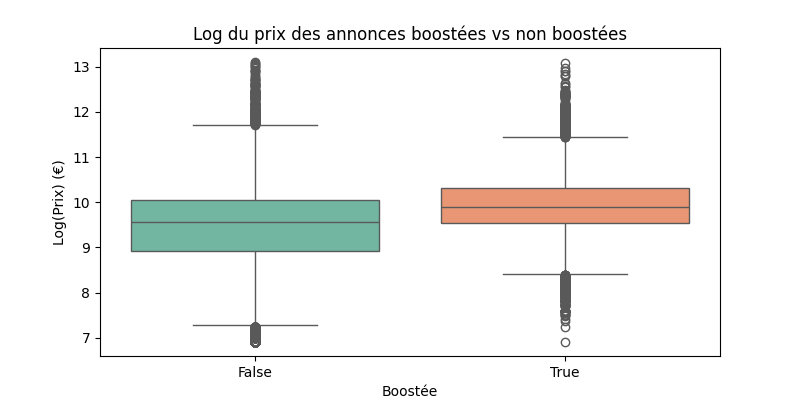 Log du prix des annonces boostées vs non boostées
Log(Prix) (€)
13
12
11
10
9
8
7
False
True
Boostée